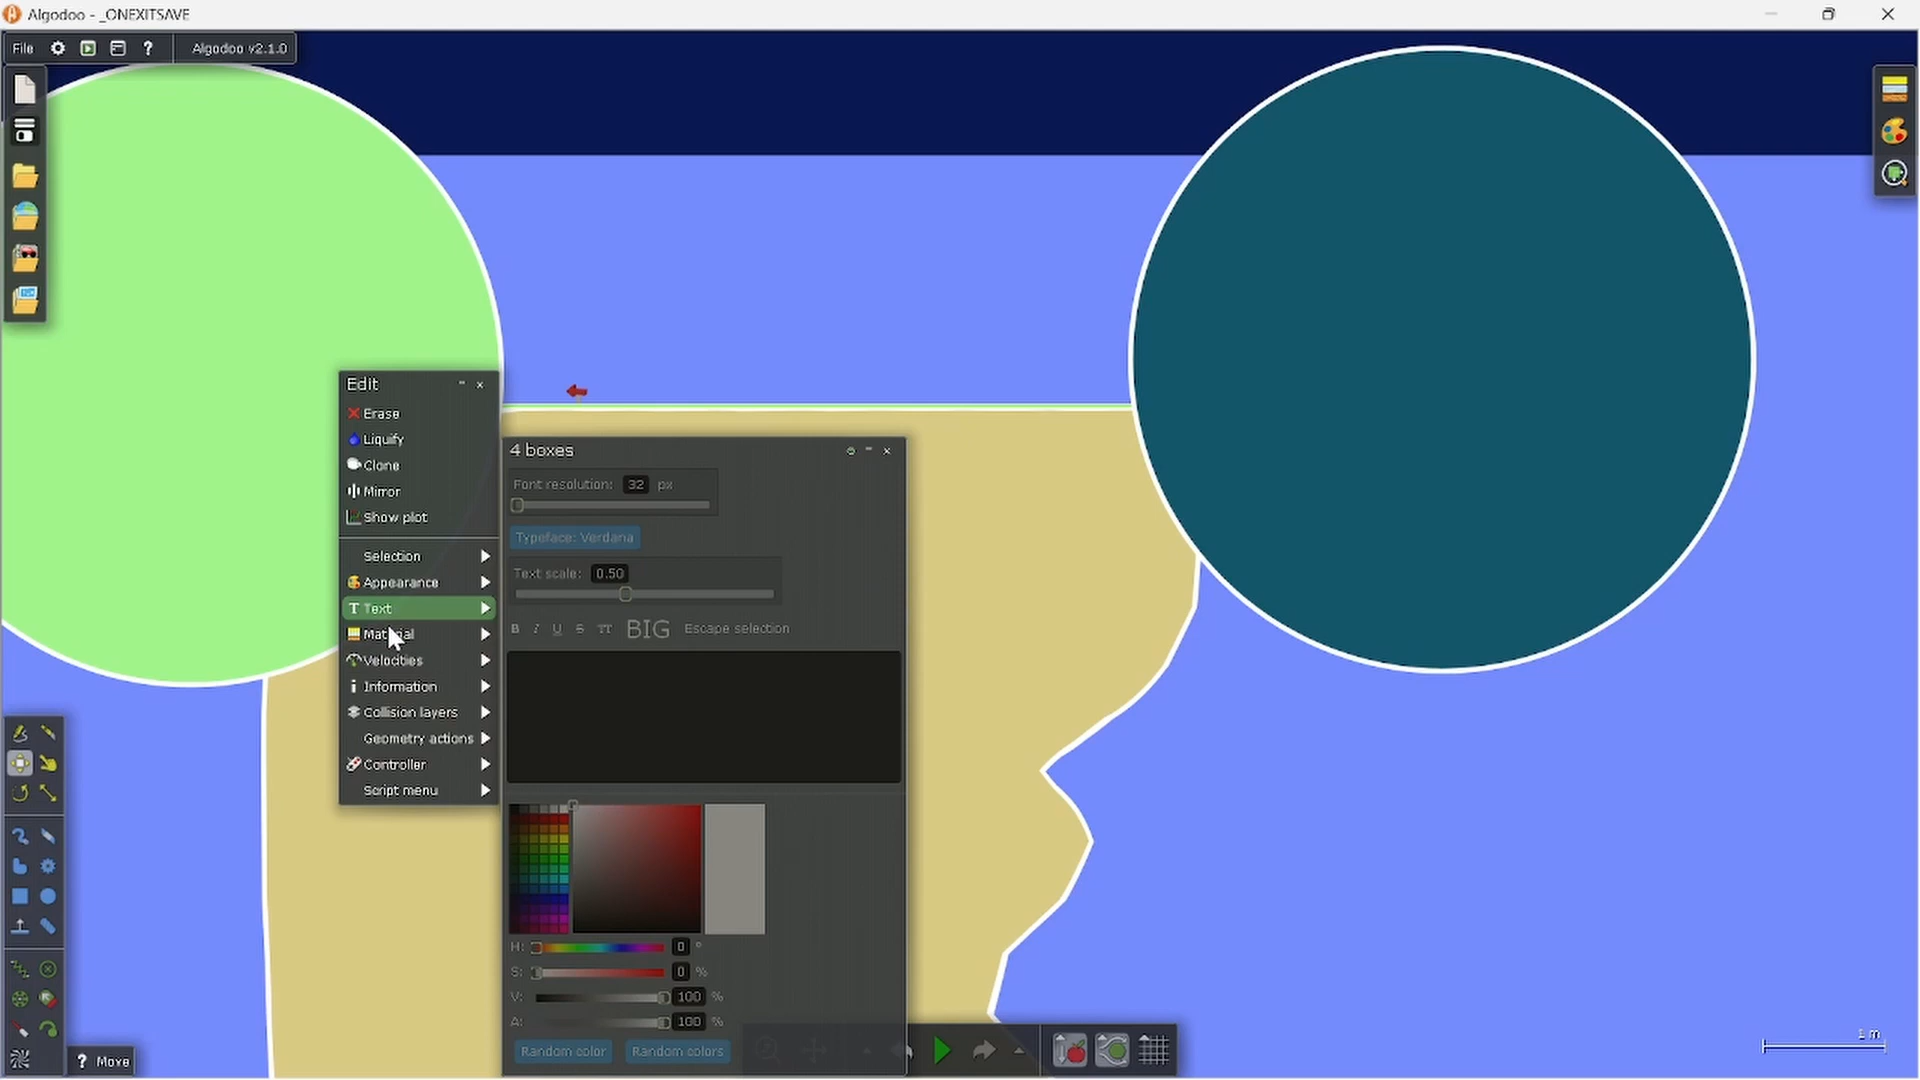 Algodoo - _ONEXITSAVE
File ? Algodoo v2.1.0
Edit
Erase
Liquify
Clone
Mirror
Show plot
Selection
Appearance
Text
Material
Velocities
Information
Collision layers
Geometry actions
Controller
Script menu
4 boxes
Font resolution: 32 px
Typeface: Verdana
Text scale: 0.50
B I U S TT BIG Escape selection
H: 0 °
S: 0 %
V: 100 %
A: 100 %
Random color Random colors
? Move
1 m